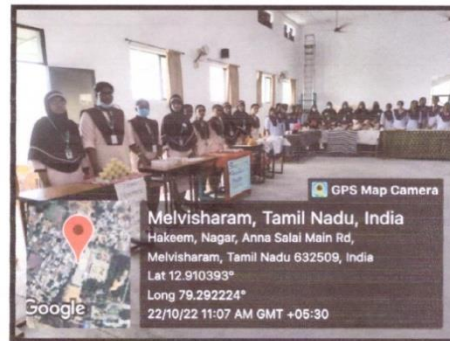 GPS Map Camera
Melvisharam, Tamil Nadu, India
Hakeem, Nagar, Anna Salai Main Rd,
Melvisharam, Tamil Nadu 632509, India
Lat 12.910393°
Long 79.292224°
22/10/22 11:07 AM GMT +05:30
Google